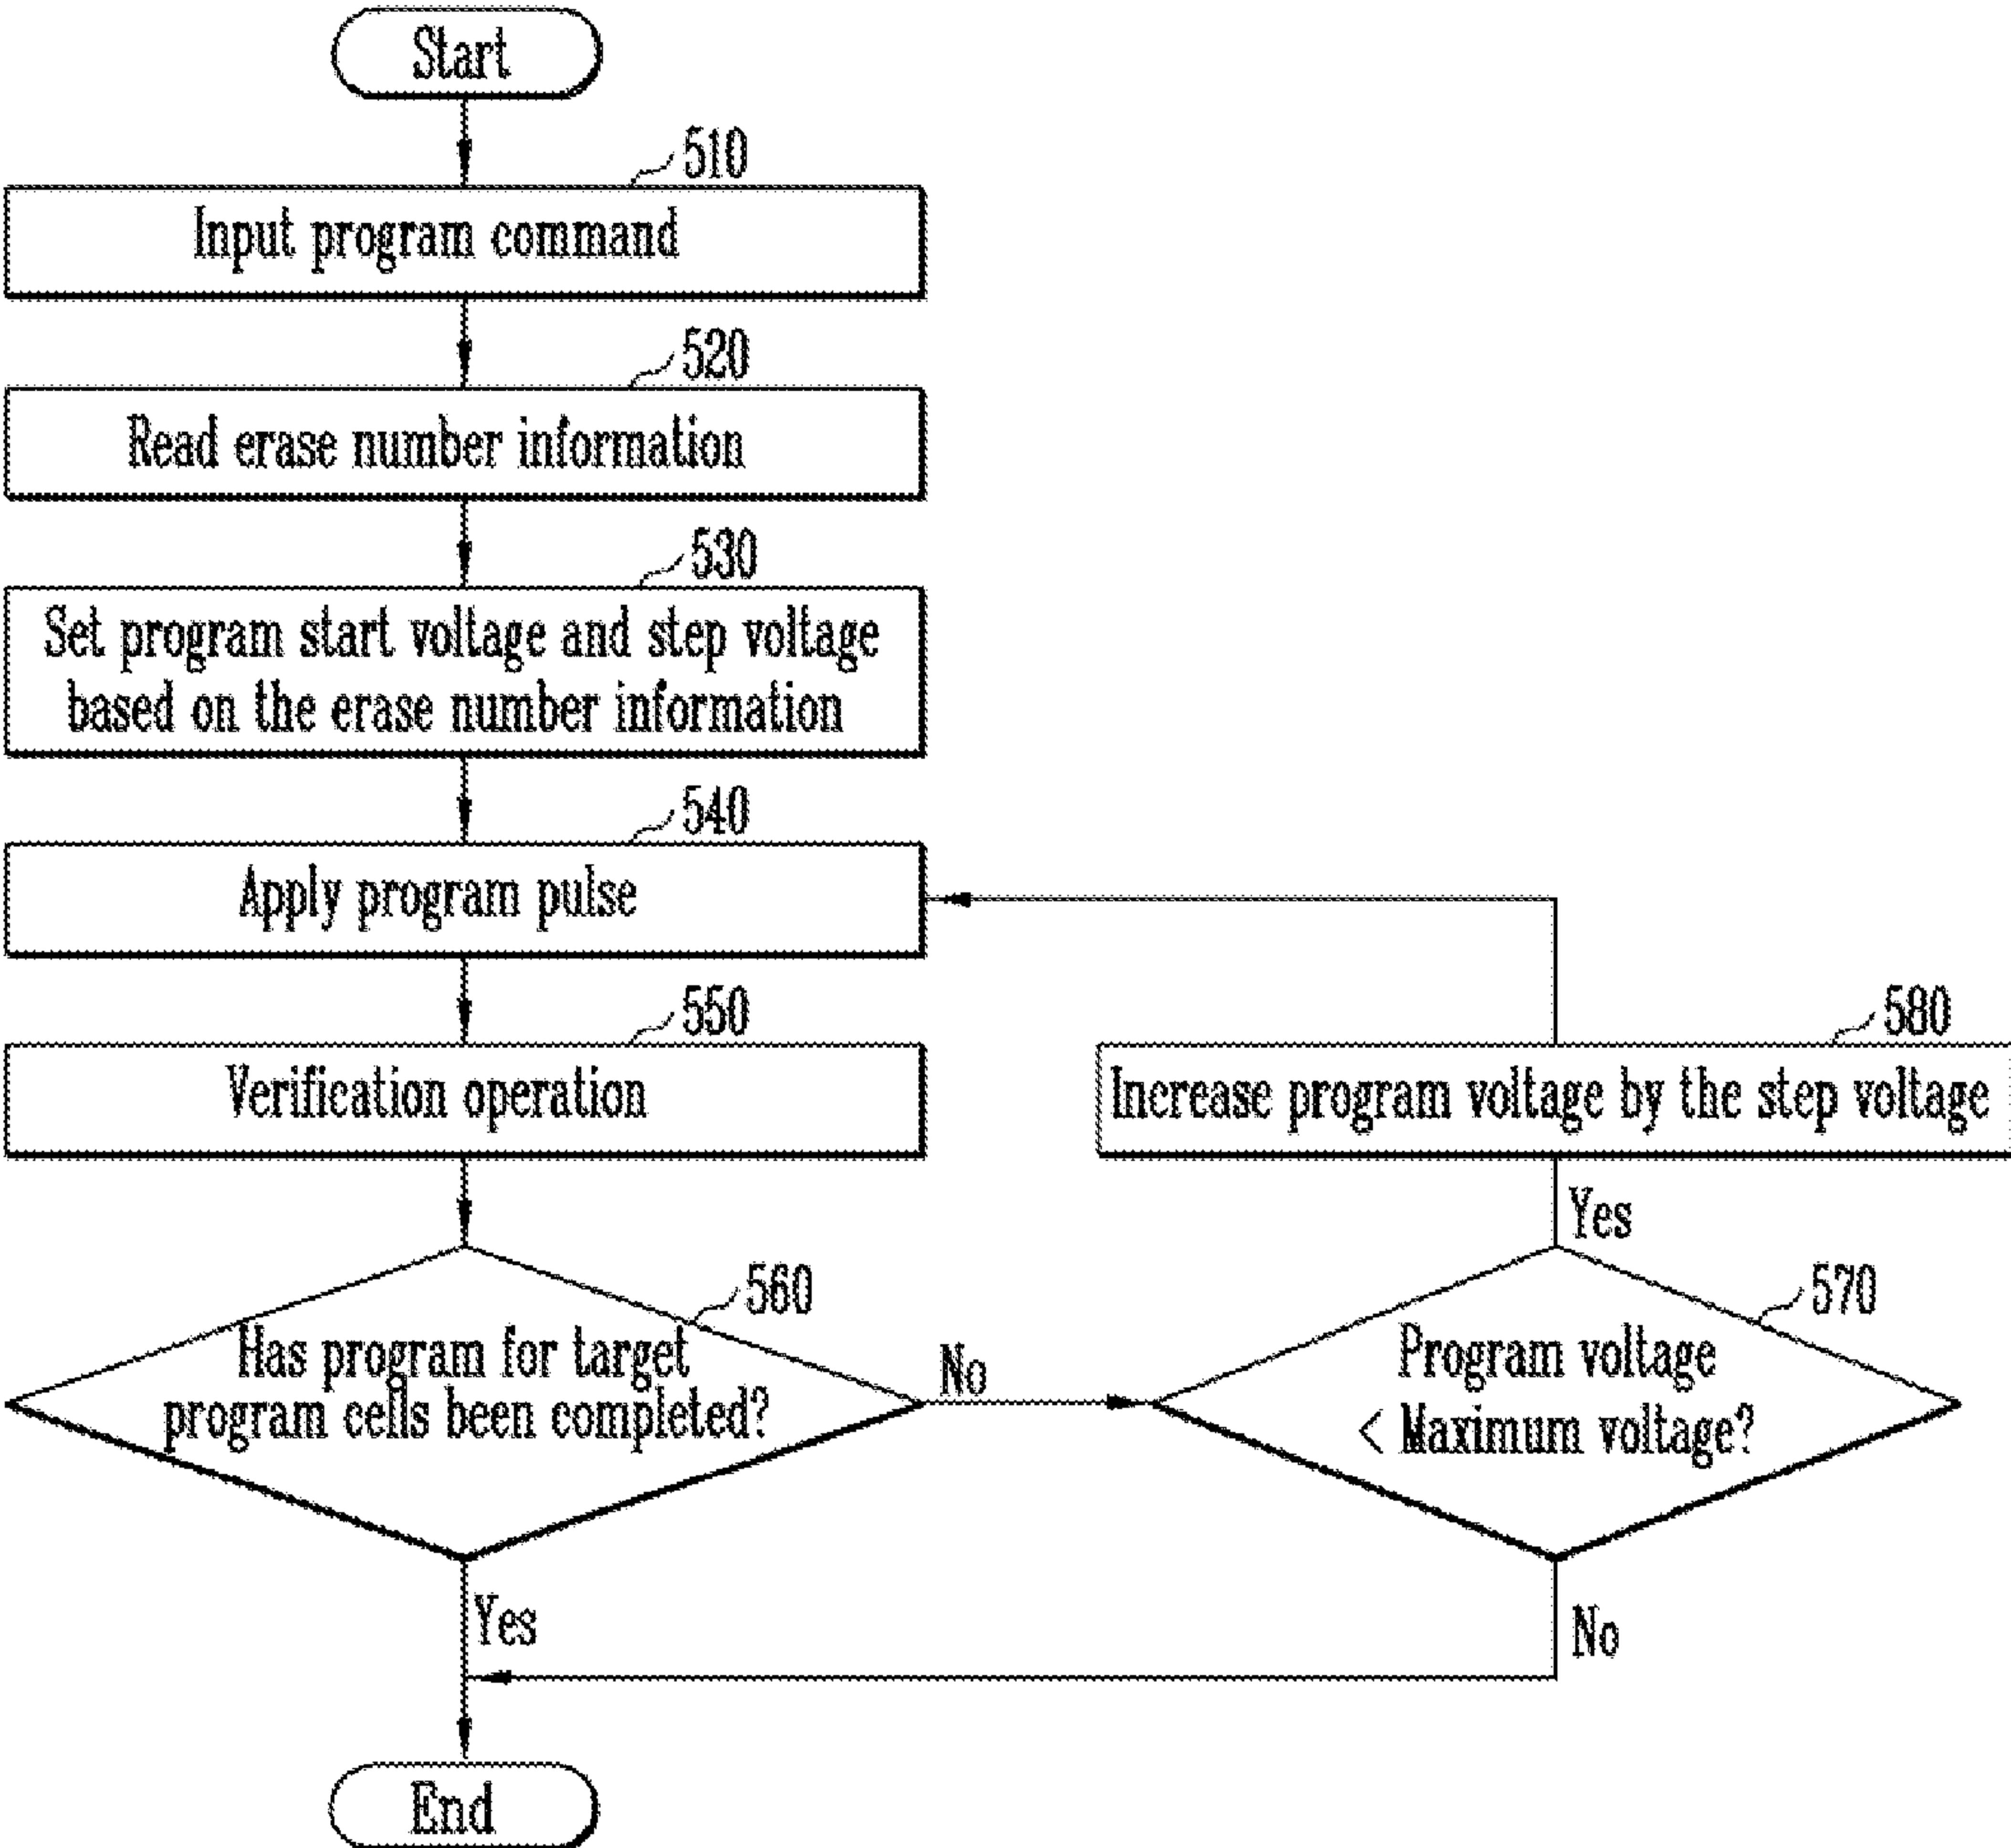 Start
510
Input program command
520
Read erase number information
530
Set program start voltage and step voltage
based on the erase number information
540
Apply program pulse
550
Verification operation
580
Increase program voltage by the step voltage
Yes
560
Has program for target
program cells been completed?
No
570
Program voltage
< Maximum voltage?
Yes
No
End